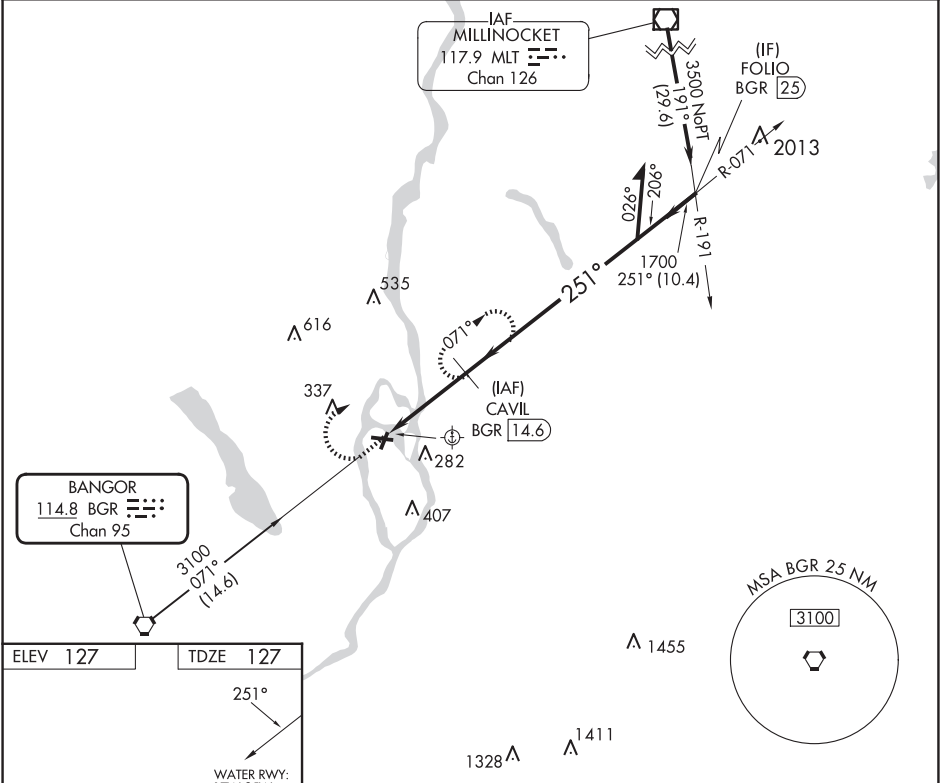 IAF
MILLINOCKET
117.9 MLT
Chan 126
(IF)
FOLIO
BGR 25
3500 NoPT
191°
(29.6)
R-071
2013
026°
206°
R-191
1700
251° (10.4)
251°
535
616
071°
337
(IAF)
CAVIL
BGR 14.6
282
407
BANGOR
114.8 BGR
Chan 95
3100
071°
(14.6)
MSA BGR 25 NM
3100
1455
1411
1328
ELEV 127
TDZE 127
251°
WATER RWY: